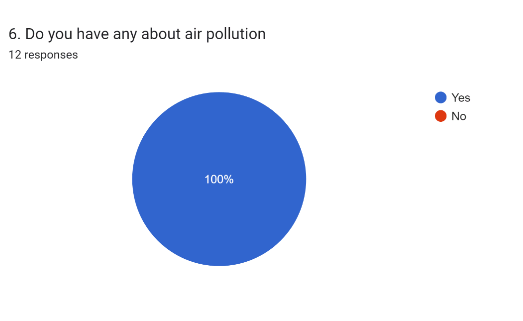 6. Do you have any about air pollution
12 responses
Yes
No
100%